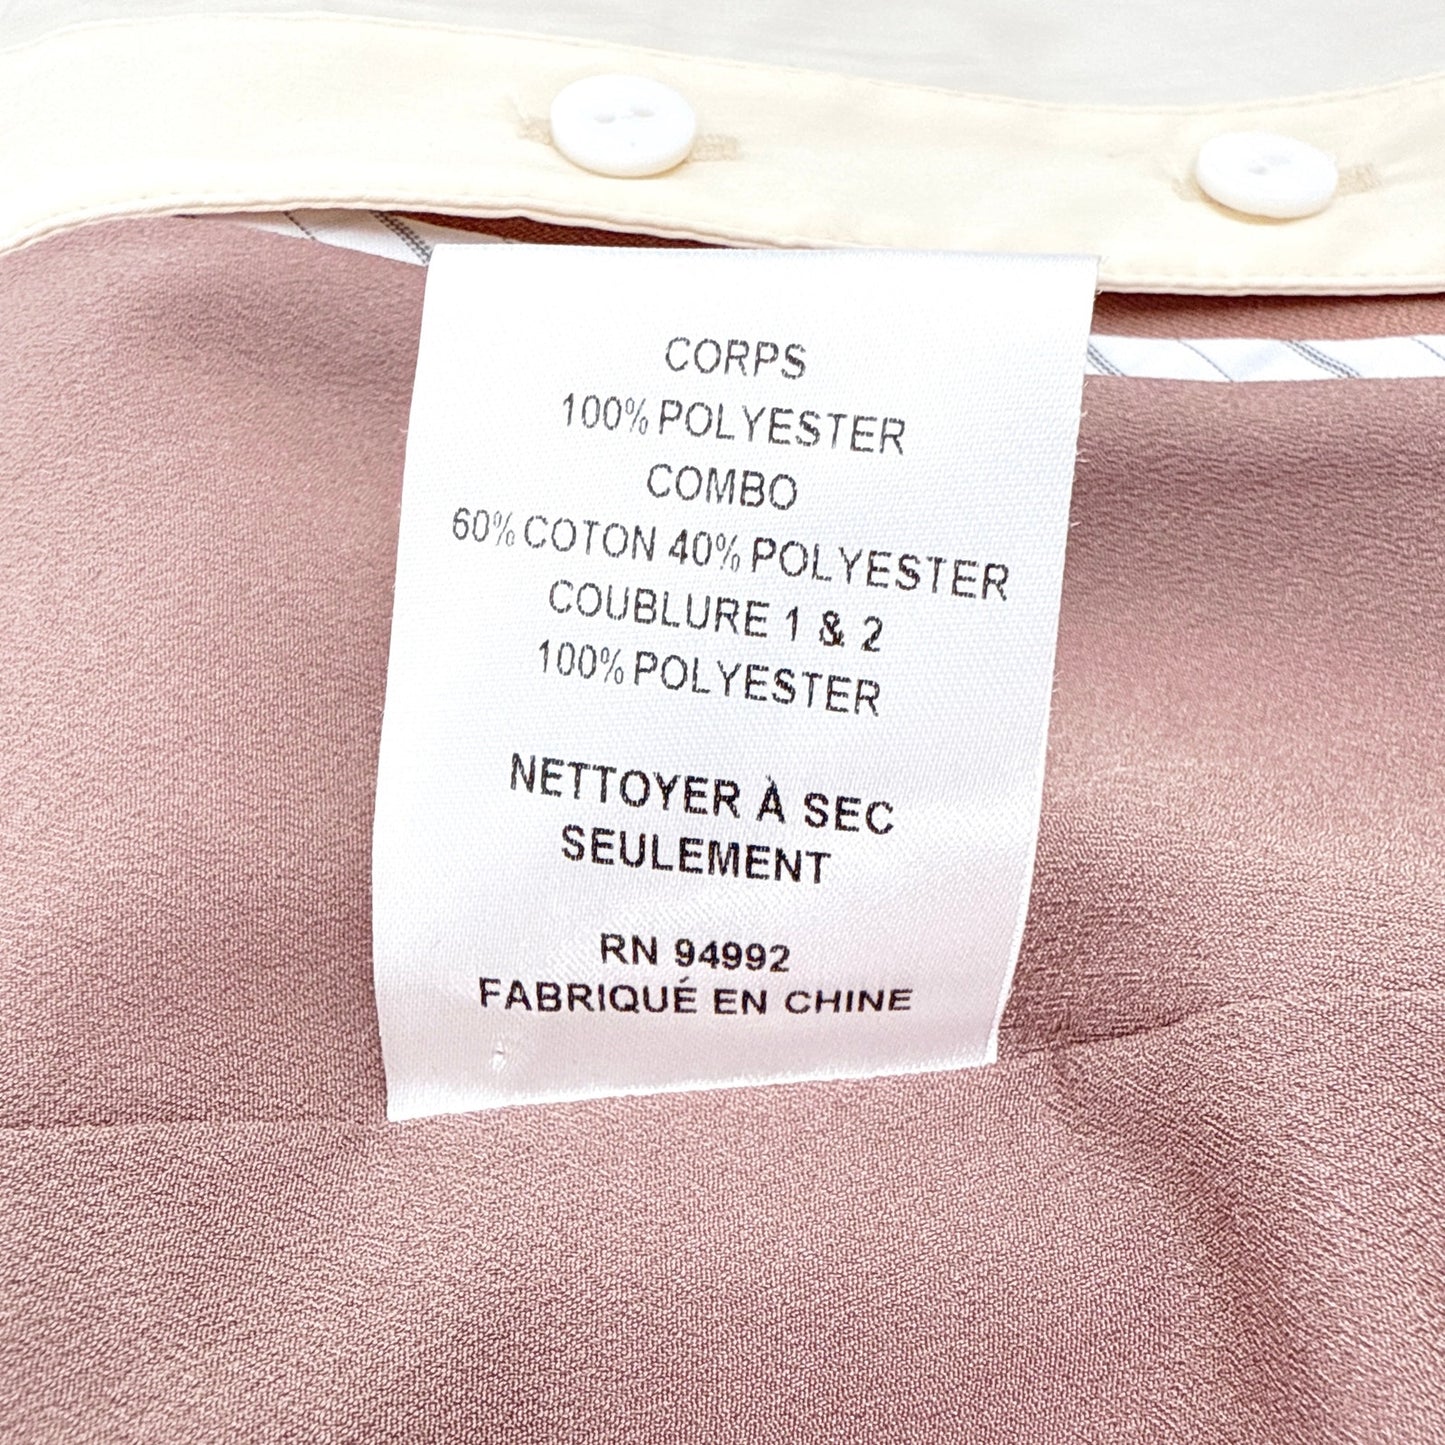 CORPS
100% POLYESTER
COMBO
60% COTON 40% POLYESTER
COUBLURE 1 & 2
100% POLYESTER
NETTOYER À SEC
SEULEMENT
RN 94992
FABRIQUÉ EN CHINE